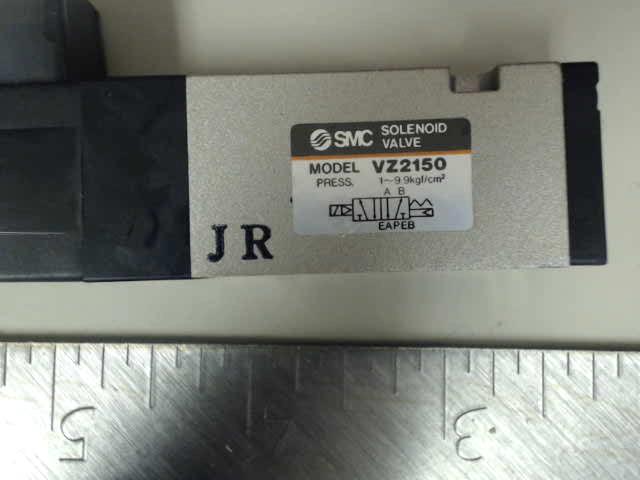 SMC SOLENOID
VALVE
MODEL VZ2150
PRESS. 1~9.9kgf/cm²
A B
EAPEB
JR
5 3